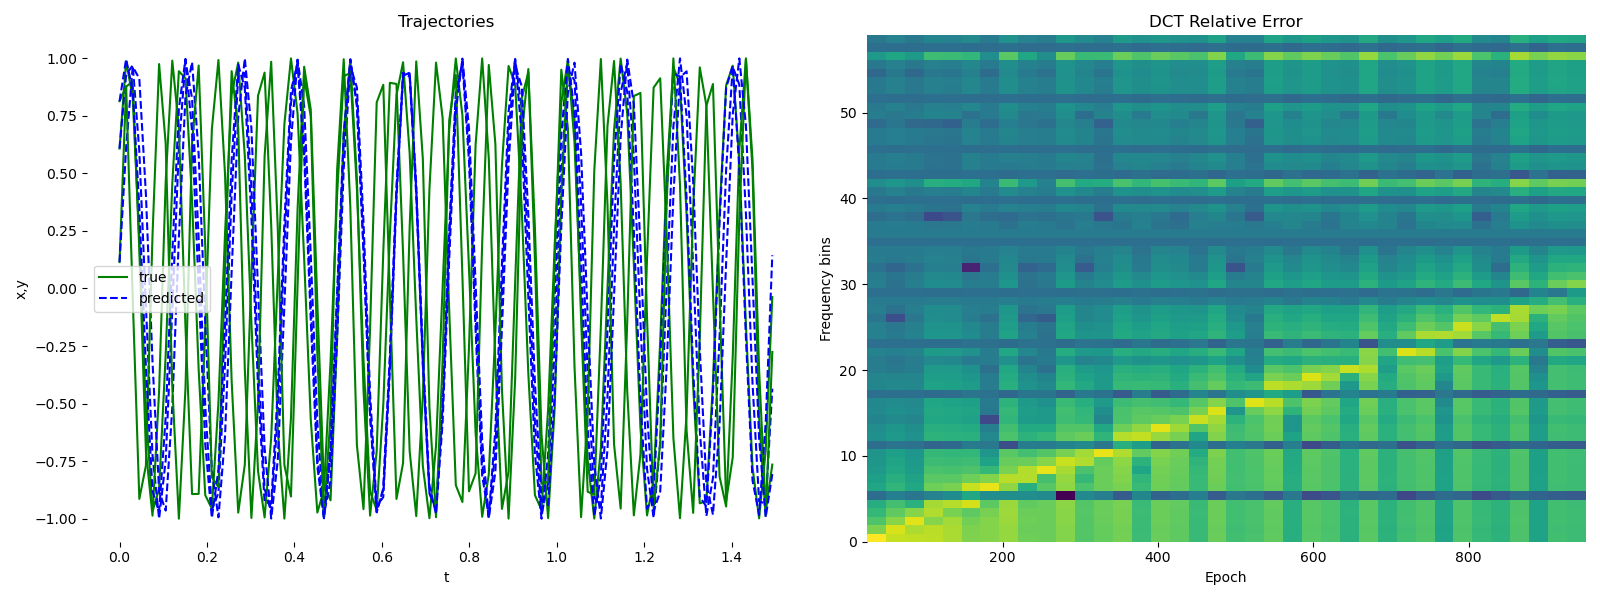 Trajectories
1.00
0.75
0.50
0.25
0.00
−0.25
−0.50
−0.75
−1.00
x,y
true
predicted
0.0 0.2 0.4 0.6 0.8 1.0 1.2 1.4
t
DCT Relative Error
50
40
30
20
10
0
Frequency bins
200 400 600 800
Epoch